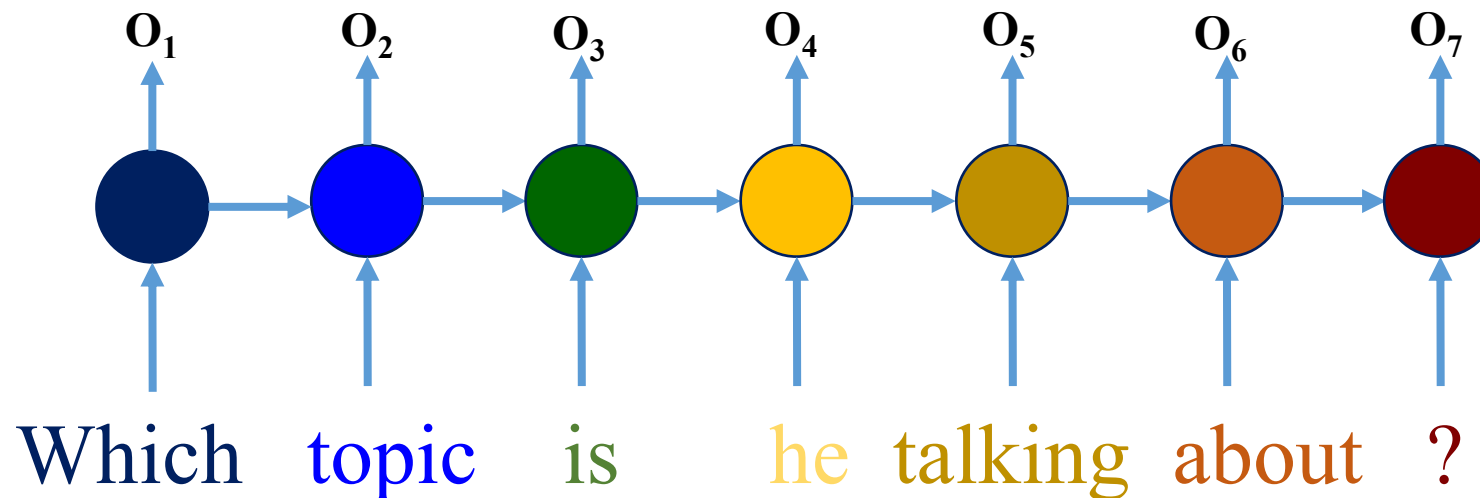 O₁ O₂ O₃ O₄ O₅ O₆ O₇
Which topic is he talking about ?